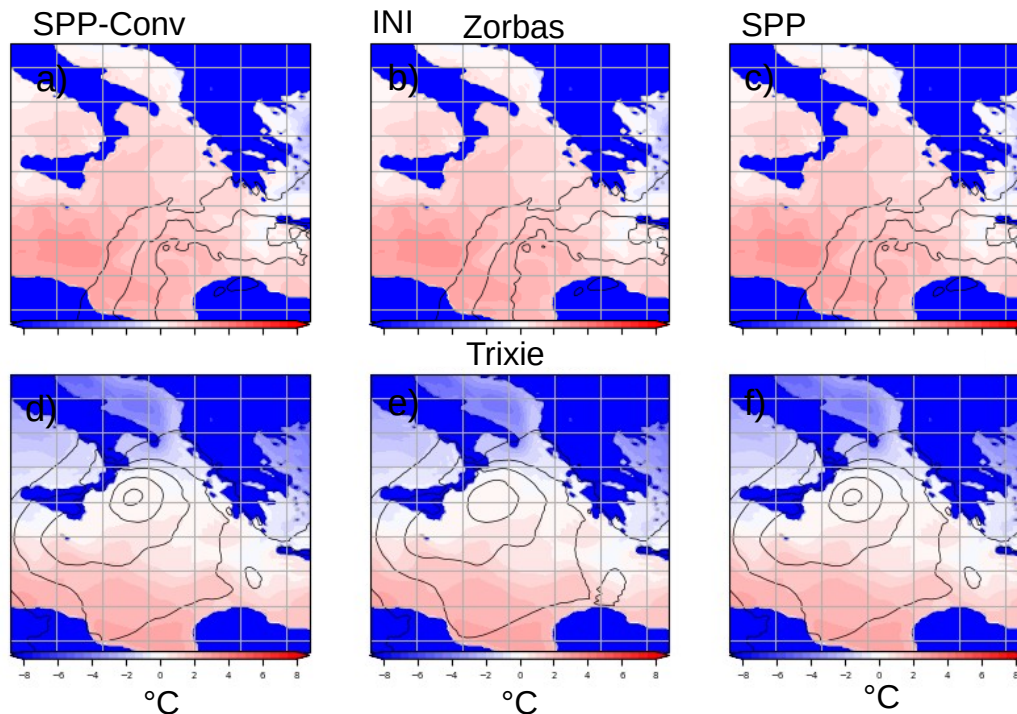 SPP-Conv INI Zorbas SPP
a) b) c)
Trixie
d) e) f)
−8 −6 −4 −2 0 2 4 6 8 −8 −6 −4 −2 0 2 4 6 8 −8 −6 −4 −2 0 2 4 6 8
°C °C °C